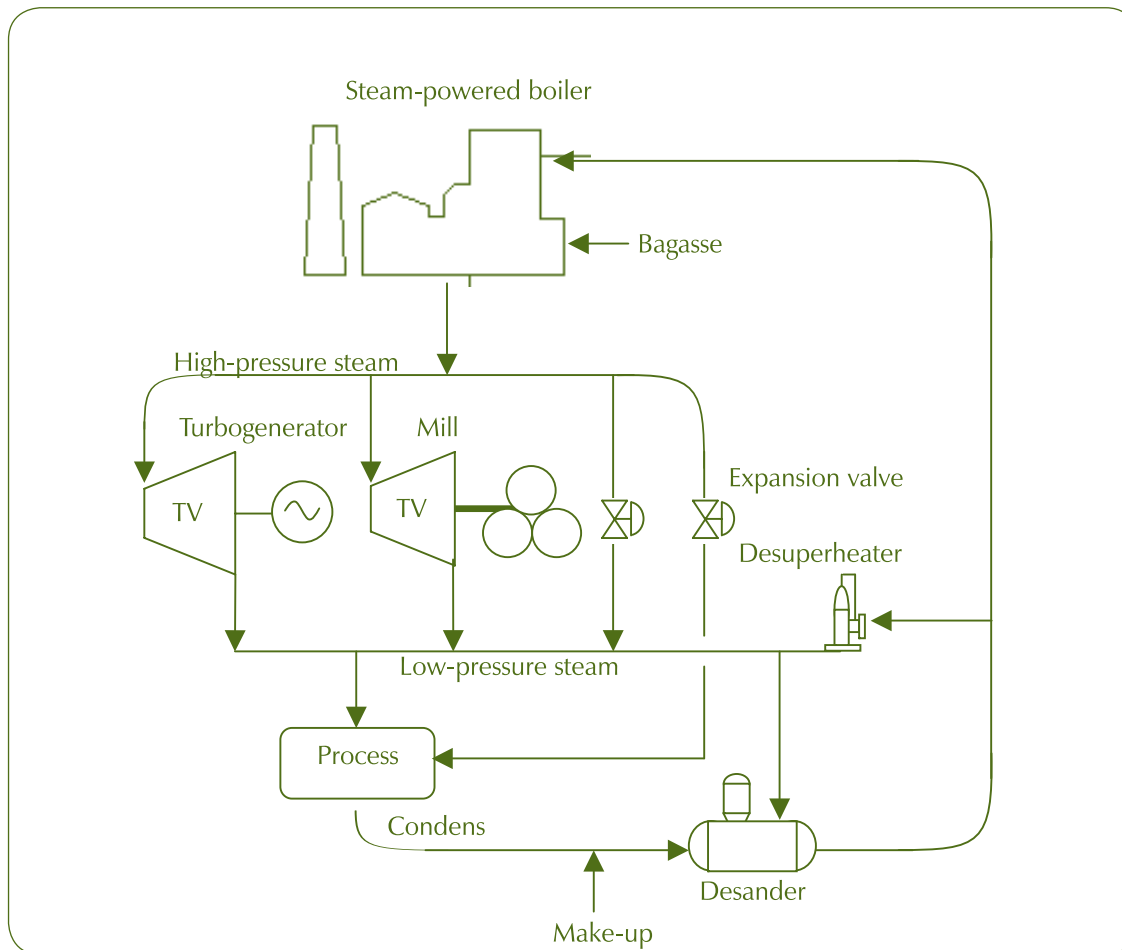 Steam-powered boiler
Bagasse
High-pressure steam
Turbogenerator
Mill
TV
TV
Expansion valve
Desuperheater
Low-pressure steam
Process
Condens
Desander
Make-up